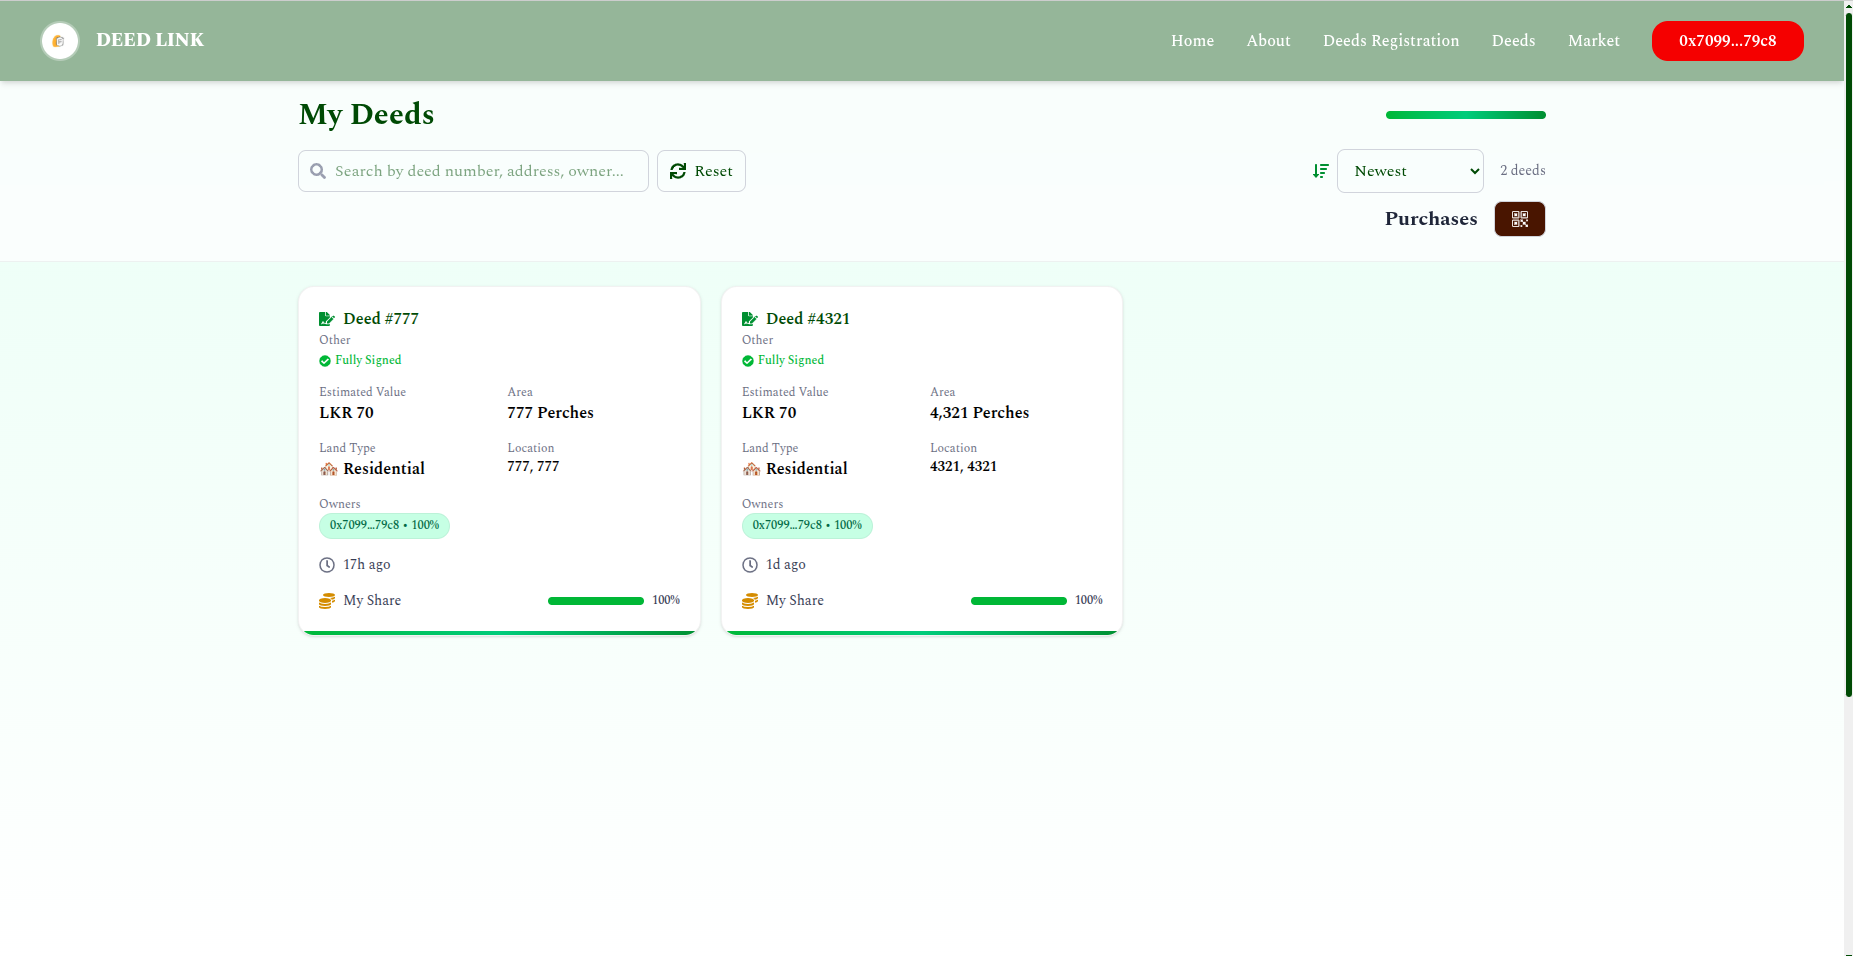 DEED LINK
Home About Deeds Registration Deeds Market 0x7099...79c8
My Deeds
Search by deed number, address, owner... Reset Newest 2 deeds
Purchases
Deed #777
Other
Fully Signed
Estimated Value Area
LKR 70 777 Perches
Land Type Location
Residential 777, 777
Owners
0x7099...79c8 • 100%
17h ago
My Share 100%
Deed #4321
Other
Fully Signed
Estimated Value Area
LKR 70 4,321 Perches
Land Type Location
Residential 4321, 4321
Owners
0x7099...79c8 • 100%
1d ago
My Share 100%